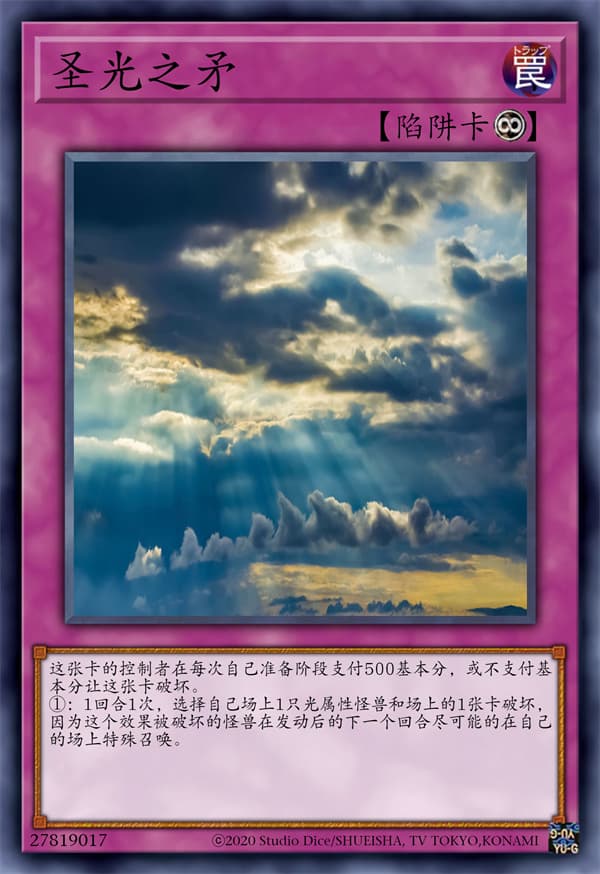 圣光之矛
トラップ
罠
【陷阱卡】
这张卡的控制者在每次自己准备阶段支付500基本分，或不支付基
本分让这张卡破坏。
①：1回合1次，选择自己场上1只光属性怪兽和场上的1张卡破坏，
因为这个效果被破坏的怪兽在发动后的下一个回合尽可能的在自己
的场上特殊召唤。
27819017
©2020 Studio Dice/SHUEISHA, TV TOKYO,KONAMI